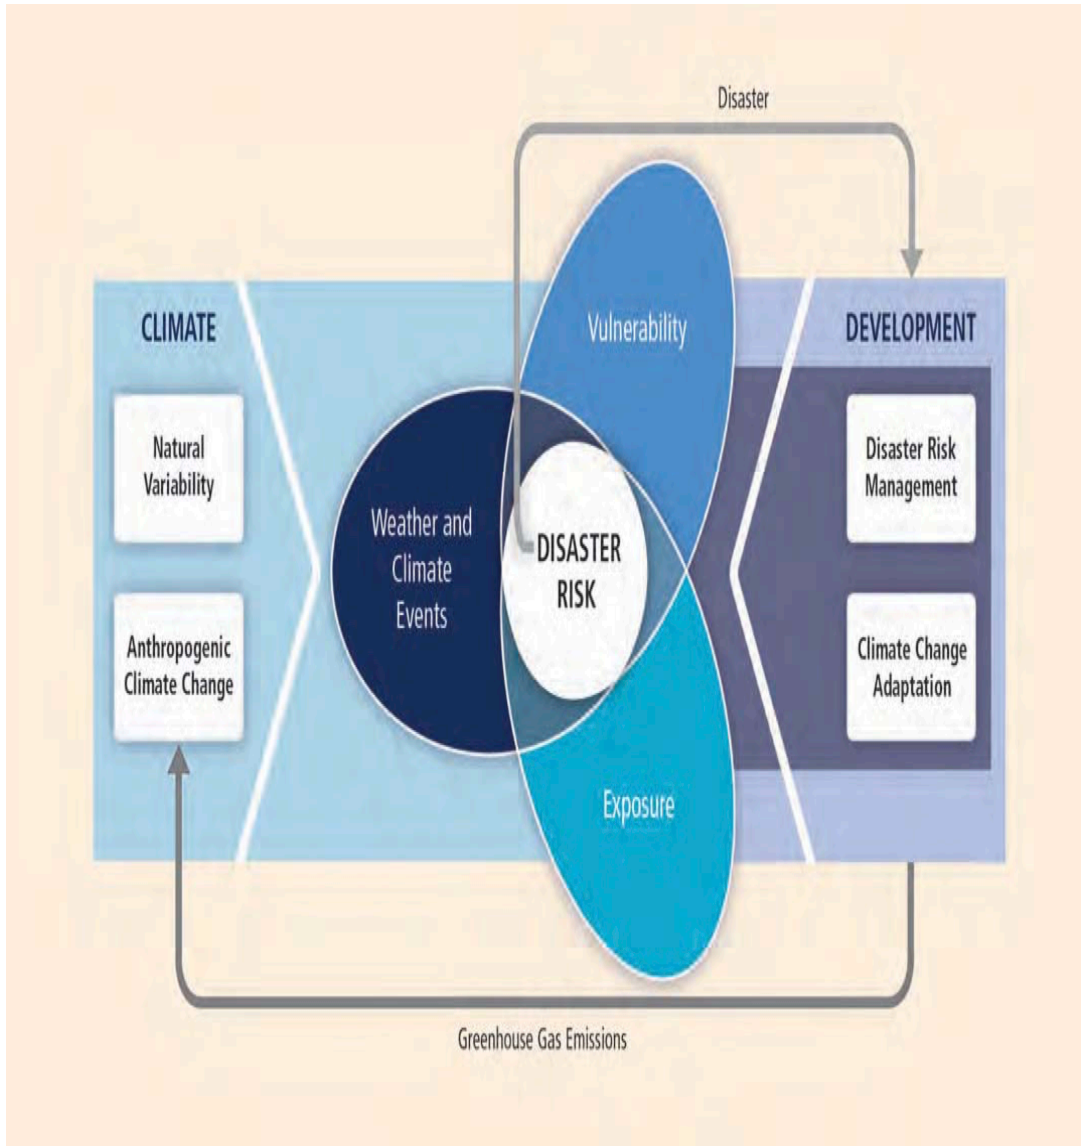 Disaster
CLIMATE
Natural
Variability
Anthropogenic
Climate Change
Vulnerability
Weather and
Climate
Events
DISASTER
RISK
Exposure
DEVELOPMENT
Disaster Risk
Management
Climate Change
Adaptation
Greenhouse Gas Emissions